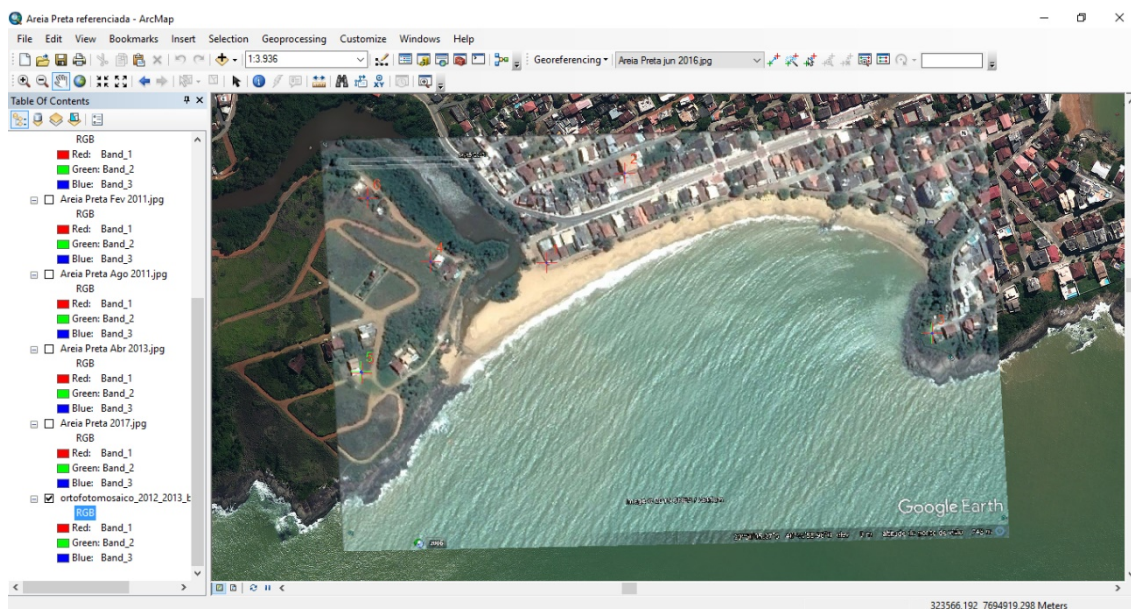 Areia Preta referenciada - ArcMap
File Edit View Bookmarks Insert Selection Geoprocessing Customize Windows Help
1:3.936
Georeferencing
Areia Preta jun 2016.jpg
Table Of Contents
RGB
Red: Band_1
Green: Band_2
Blue: Band_3
Areia Preta Fev 2011.jpg
RGB
Red: Band_1
Green: Band_2
Blue: Band_3
Areia Preta Ago 2011.jpg
RGB
Red: Band_1
Green: Band_2
Blue: Band_3
Areia Preta Abr 2013.jpg
RGB
Red: Band_1
Green: Band_2
Blue: Band_3
Areia Preta 2017.jpg
RGB
Red: Band_1
Green: Band_2
Blue: Band_3
ortofotomosaico_2012_2013_b
RGB
Red: Band_1
Green: Band_2
Blue: Band_3
2
4
5
Google Earth
323566,192 7694919,298 Meters